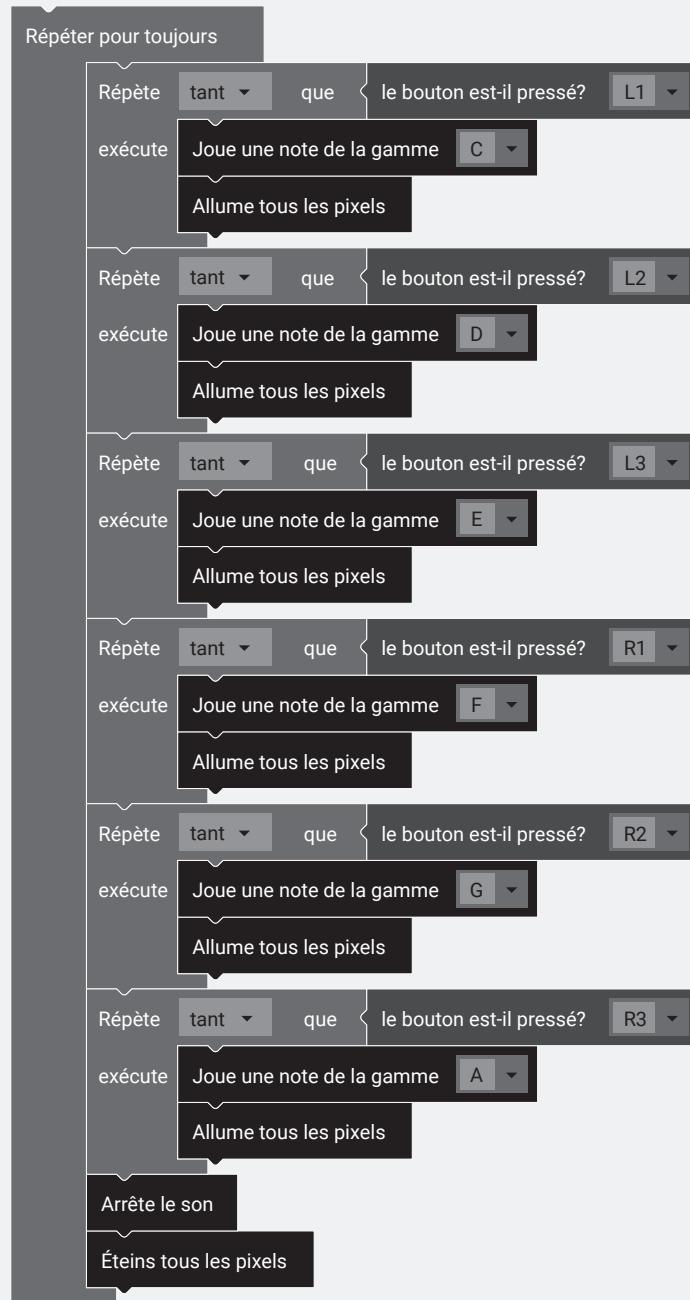 Répéter pour toujours
Répète tant que le bouton est-il pressé? L1
exécute Joue une note de la gamme C
Allume tous les pixels
Répète tant que le bouton est-il pressé? L2
exécute Joue une note de la gamme D
Allume tous les pixels
Répète tant que le bouton est-il pressé? L3
exécute Joue une note de la gamme E
Allume tous les pixels
Répète tant que le bouton est-il pressé? R1
exécute Joue une note de la gamme F
Allume tous les pixels
Répète tant que le bouton est-il pressé? R2
exécute Joue une note de la gamme G
Allume tous les pixels
Répète tant que le bouton est-il pressé? R3
exécute Joue une note de la gamme A
Allume tous les pixels
Arrête le son
Éteins tous les pixels